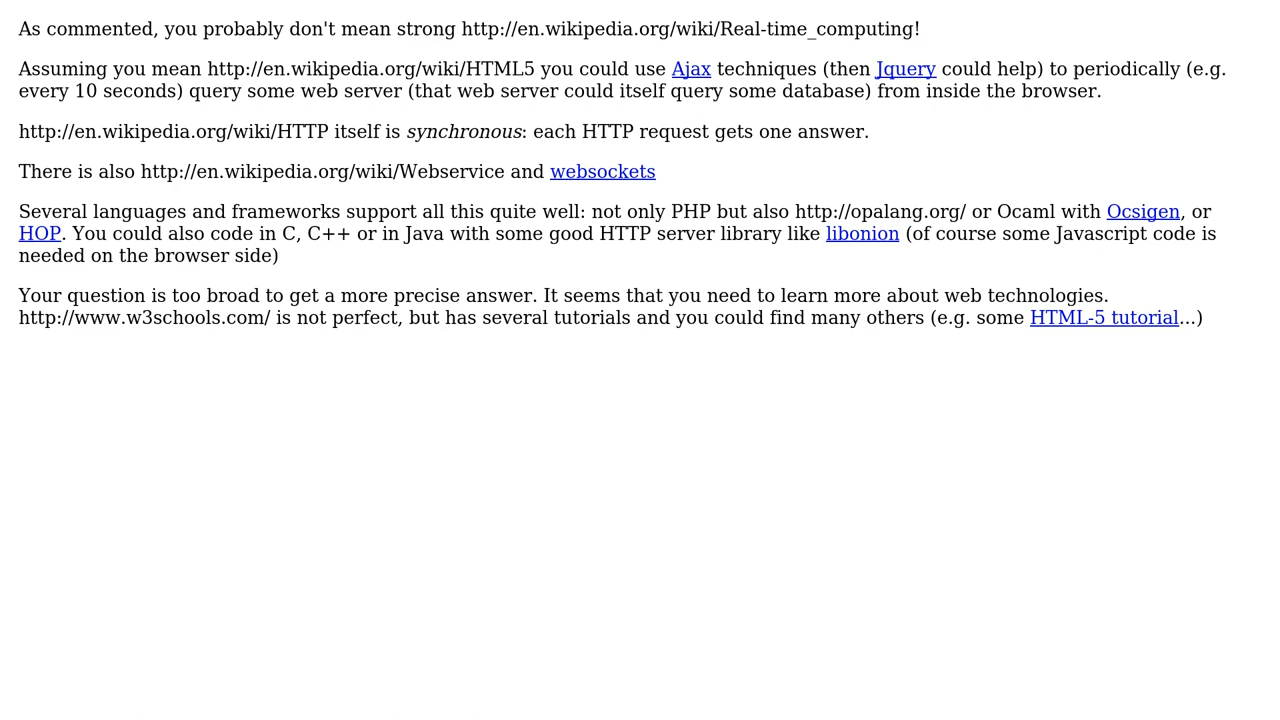 As commented, you probably don't mean strong http://en.wikipedia.org/wiki/Real-time_computing!
Assuming you mean http://en.wikipedia.org/wiki/HTML5 you could use Ajax techniques (then Jquery could help) to periodically (e.g.
every 10 seconds) query some web server (that web server could itself query some database) from inside the browser.
http://en.wikipedia.org/wiki/HTTP itself is synchronous: each HTTP request gets one answer.
There is also http://en.wikipedia.org/wiki/Webservice and websockets
Several languages and frameworks support all this quite well: not only PHP but also http://opalang.org/ or Ocaml with Ocsigen, or
HOP. You could also code in C, C++ or in Java with some good HTTP server library like libonion (of course some Javascript code is
needed on the browser side)
Your question is too broad to get a more precise answer. It seems that you need to learn more about web technologies.
http://www.w3schools.com/ is not perfect, but has several tutorials and you could find many others (e.g. some HTML-5 tutorial...)